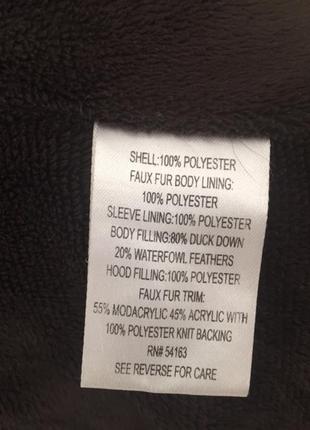 SHELL:100% POLYESTER
FAUX FUR BODY LINING:
100% POLYESTER
SLEEVE LINING:100% POLYESTER
BODY FILLING:80% DUCK DOWN
20% WATERFOWL FEATHERS
HOOD FILLING:100% POLYESTER
FAUX FUR TRIM:
55% MODACRYLIC 45% ACRYLIC WITH
100% POLYESTER KNIT BACKING
RN# 54163
SEE REVERSE FOR CARE